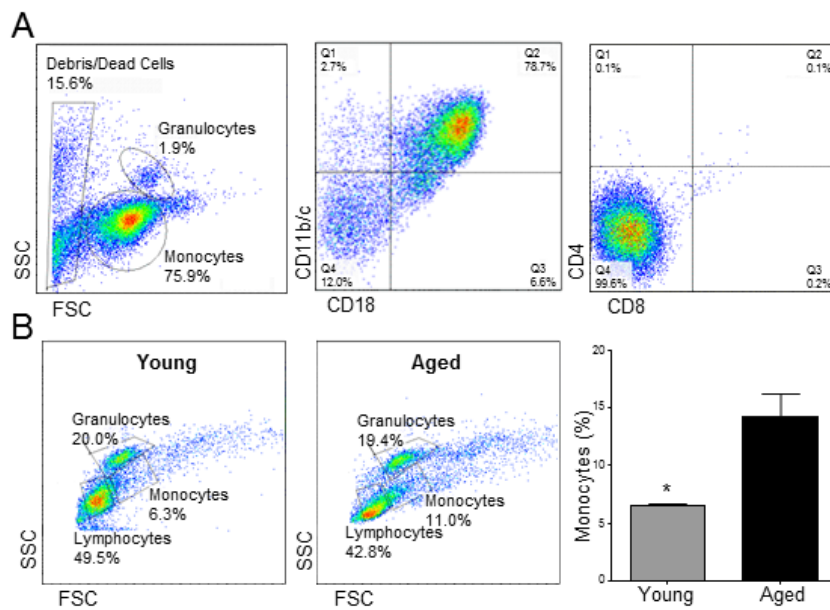 A
Debris/Dead Cells
15.6%
Granulocytes
1.9%
Monocytes
75.9%
SSC
FSC
Q1
2.7%
Q2
78.7%
Q4
12.0%
Q3
6.6%
CD11b/c
CD18
Q1
0.1%
Q2
0.1%
Q4
99.6%
Q3
0.2%
CD4
CD8
B
Young
Granulocytes
20.0%
Monocytes
6.3%
Lymphocytes
49.5%
SSC
FSC
Aged
Granulocytes
19.4%
Monocytes
11.0%
Lymphocytes
42.8%
SSC
FSC
Monocytes (%)
20
15
10
5
0
*
Young
Aged